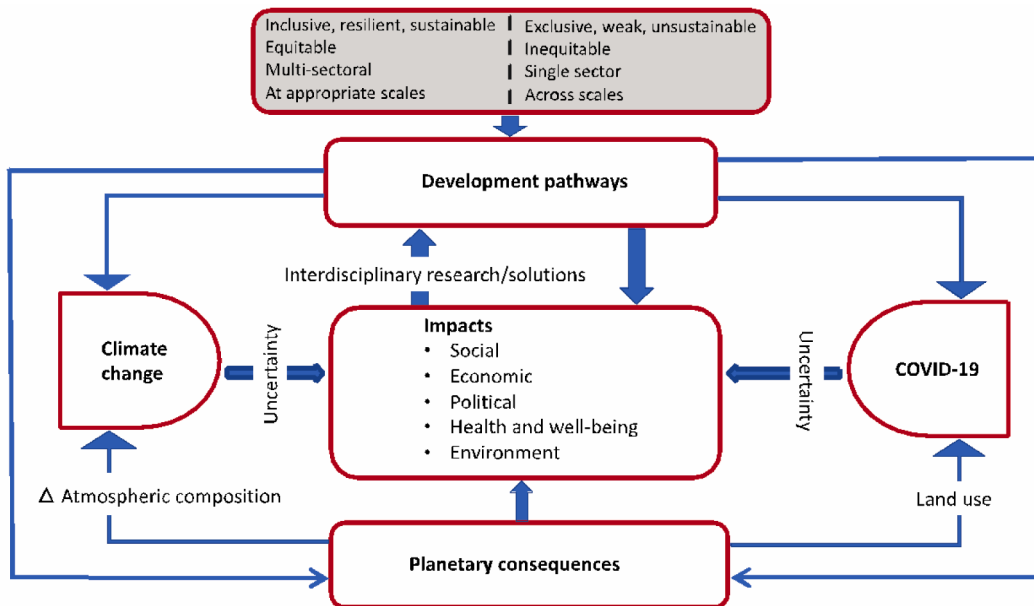 Inclusive, resilient, sustainable
Equitable
Multi-sectoral
At appropriate scales
Exclusive, weak, unsustainable
Inequitable
Single sector
Across scales
Development pathways
Interdisciplinary research/solutions
Climate
change
Uncertainty
Impacts
• Social
• Economic
• Political
• Health and well-being
• Environment
Uncertainty
COVID-19
Δ Atmospheric composition
Land use
Planetary consequences